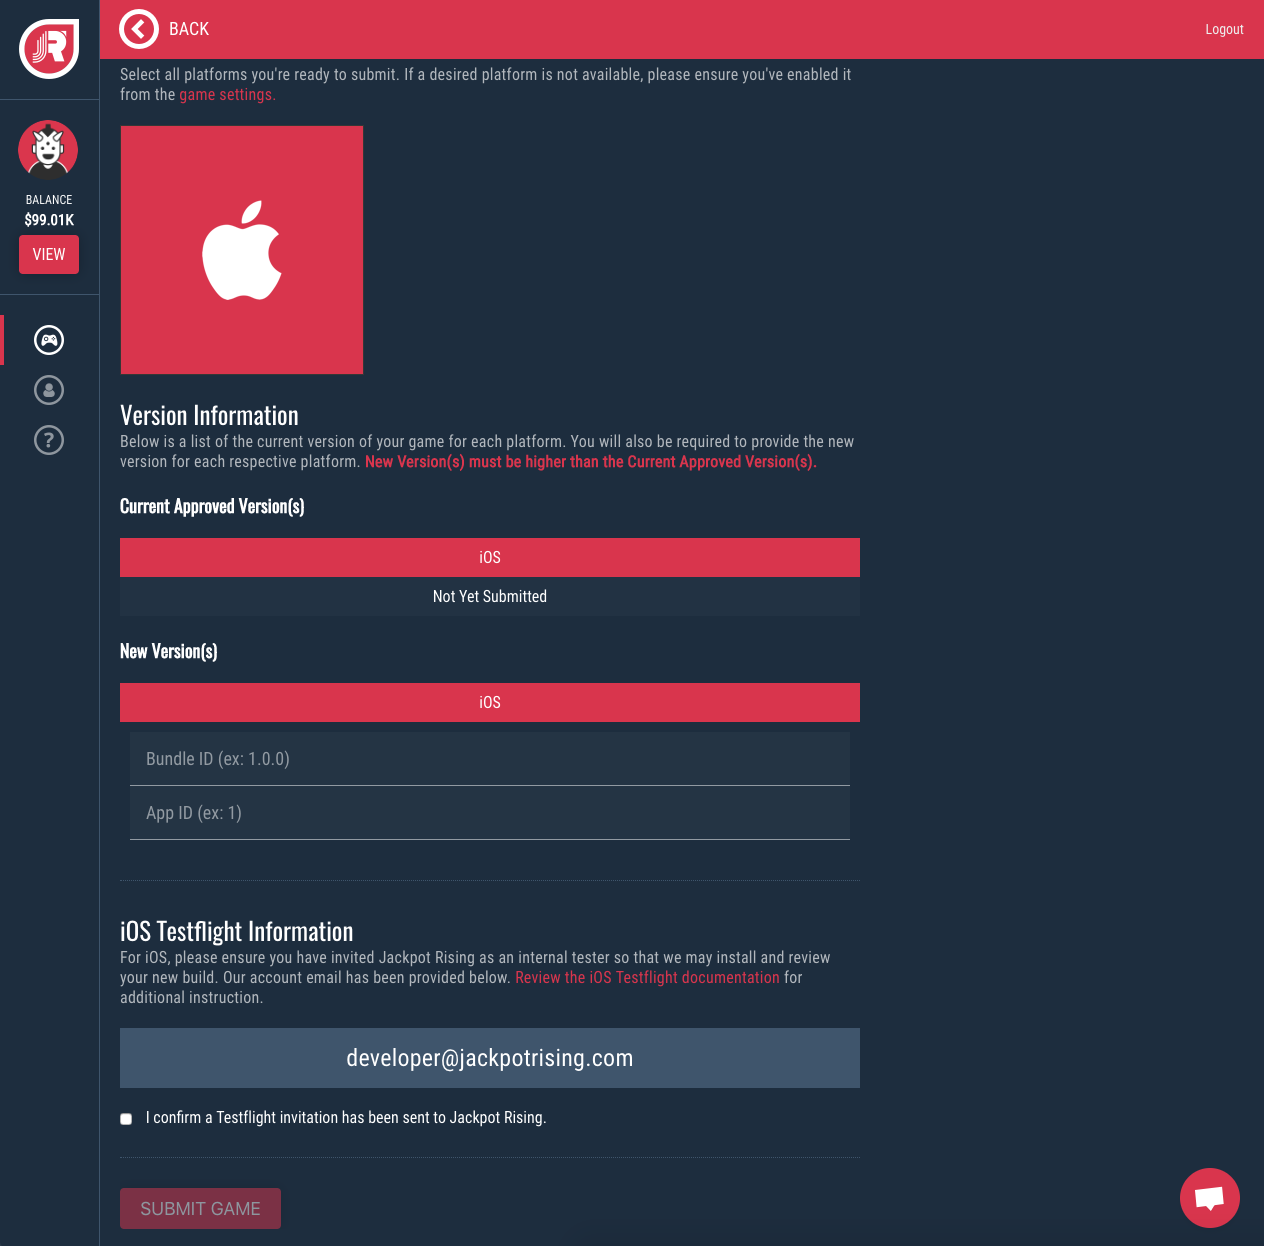 BACK
Logout
Select all platforms you're ready to submit. If a desired platform is not available, please ensure you've enabled it
from the game settings.
BALANCE
$99.01K
VIEW
Version Information
Below is a list of the current version of your game for each platform. You will also be required to provide the new
version for each respective platform. New Version(s) must be higher than the Current Approved Version(s).
Current Approved Version(s)
iOS
Not Yet Submitted
New Version(s)
iOS
Bundle ID (ex: 1.0.0)
App ID (ex: 1)
iOS Testflight Information
For iOS, please ensure you have invited Jackpot Rising as an internal tester so that we may install and review
your new build. Our account email has been provided below. Review the iOS Testflight documentation for
additional instruction.
developer@jackpotrising.com
I confirm a Testflight invitation has been sent to Jackpot Rising.
SUBMIT GAME